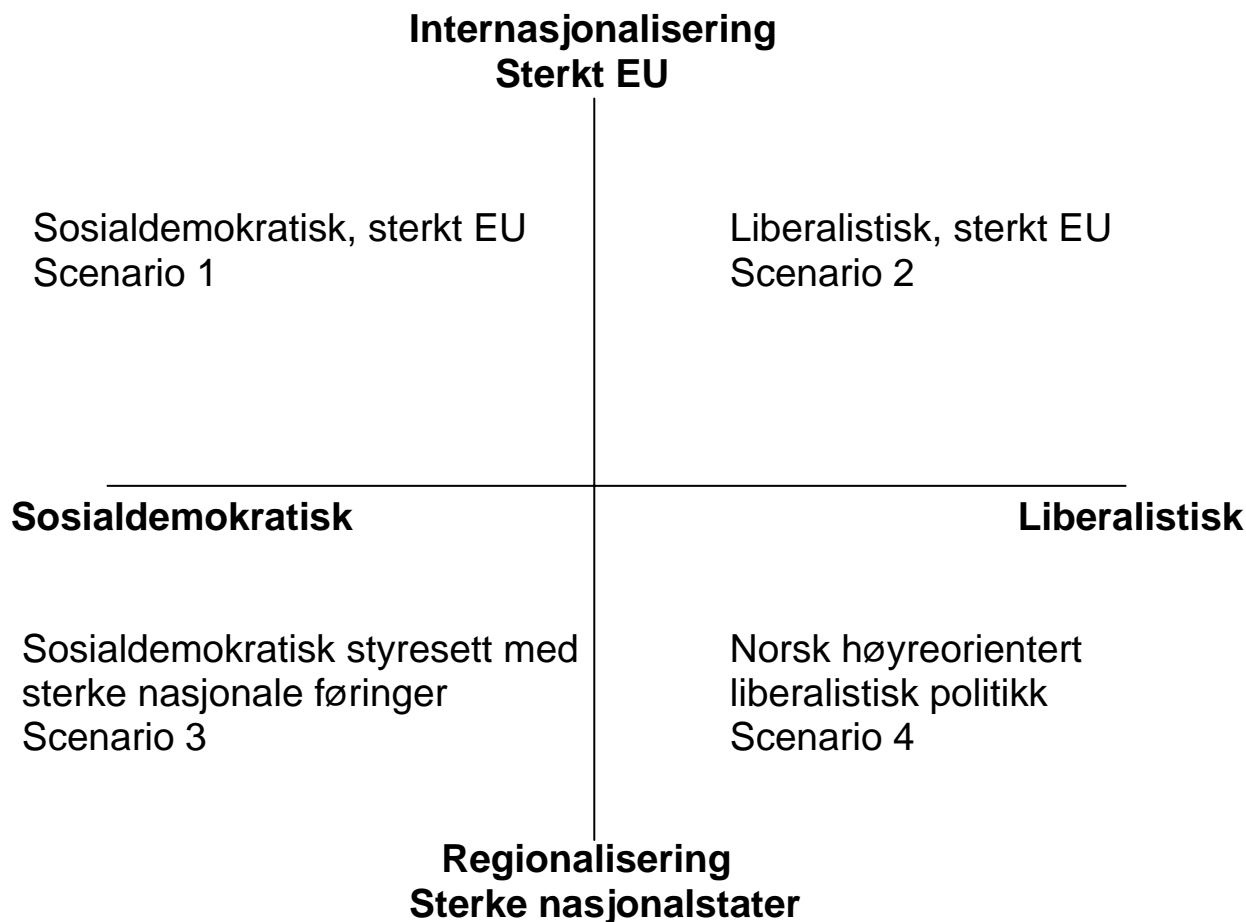 Internasjonalisering
Sterkt EU
Sosialdemokratisk, sterkt EU
Scenario 1
Liberalistisk, sterkt EU
Scenario 2
Sosialdemokratisk
Liberalistisk
Sosialdemokratisk styresett med
sterke nasjonale føringer
Scenario 3
Norsk høyreorientert
liberalistisk politikk
Scenario 4
Regionalisering
Sterke nasjonalstater